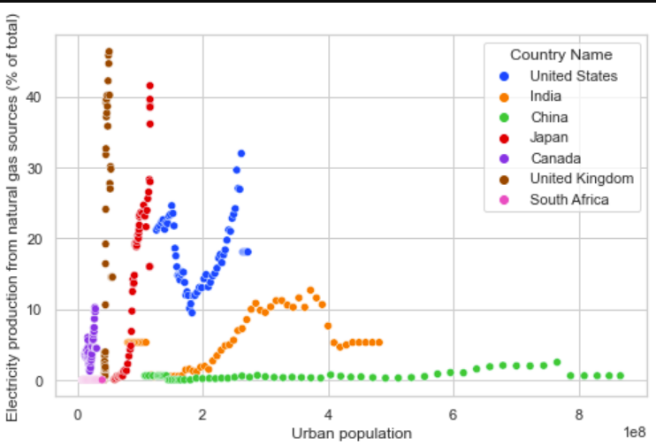 Electricity production from natural gas sources (% of total)
40
30
20
10
0
Country Name
United States
India
China
Japan
Canada
United Kingdom
South Africa
0 2 4 6 8
1e8
Urban population